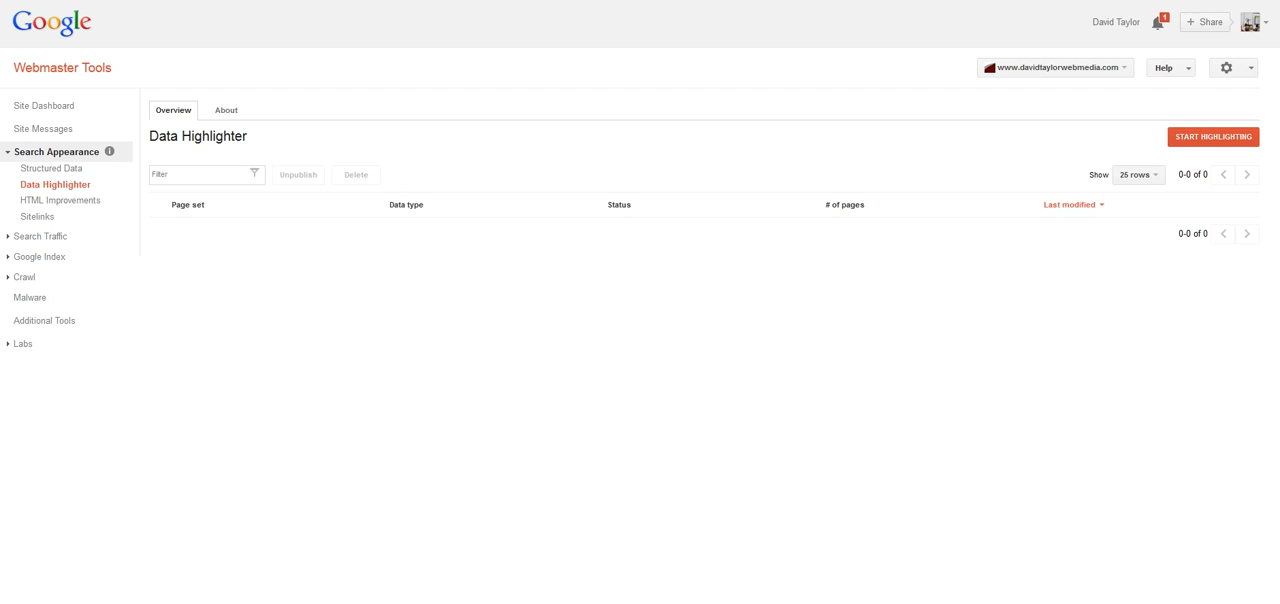 Google
David Taylor
1
+ Share
Webmaster Tools
www.davidtaylorwebmedia.com
Help
Site Dashboard
Site Messages
Search Appearance
Structured Data
Data Highlighter
HTML Improvements
Sitelinks
Search Traffic
Google Index
Crawl
Malware
Additional Tools
Labs
Overview About
Data Highlighter
START HIGHLIGHTING
Filter Unpublish Delete Show 25 rows 0-0 of 0
Page set Data type Status # of pages Last modified
0-0 of 0